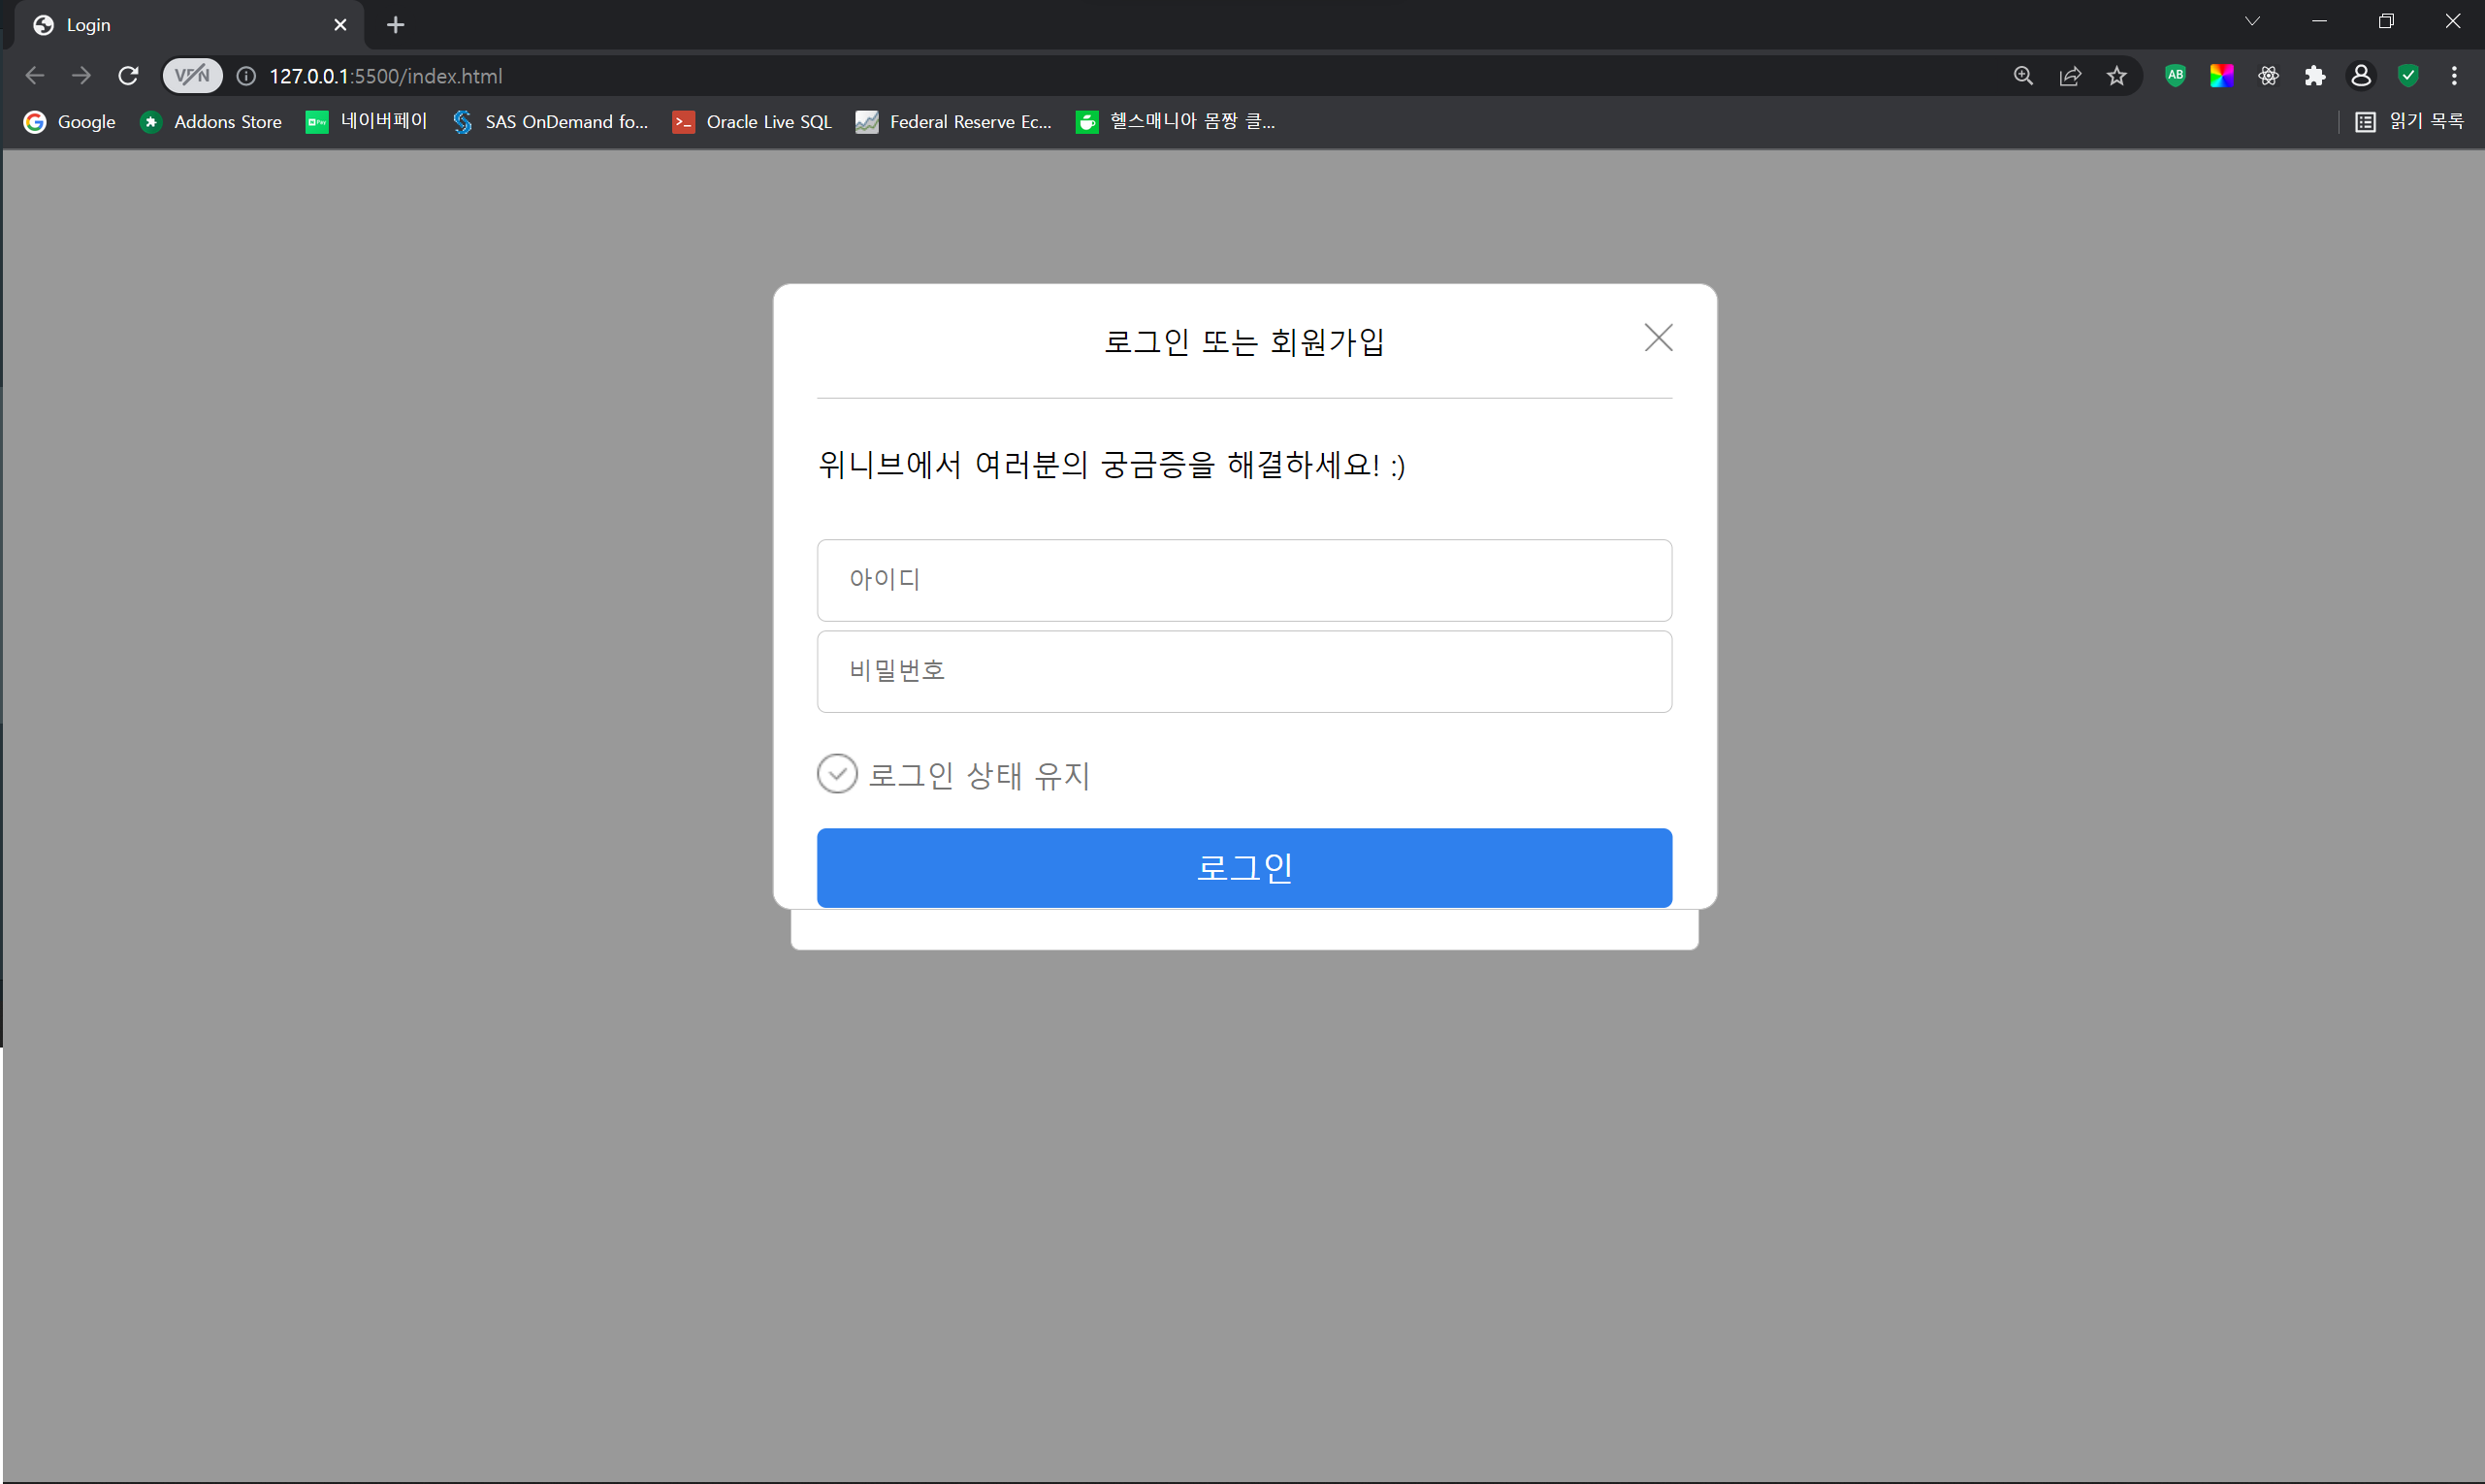 Login
VPN
127.0.0.1:5500/index.html
AB
Google
Addons Store
네이버페이
SAS OnDemand fo...
Oracle Live SQL
Federal Reserve Ec...
헬스매니아 몸짱 클...
읽기 목록
로그인 또는 회원가입
위니브에서 여러분의 궁금증을 해결하세요! :)
아이디
비밀번호
로그인 상태 유지
로그인